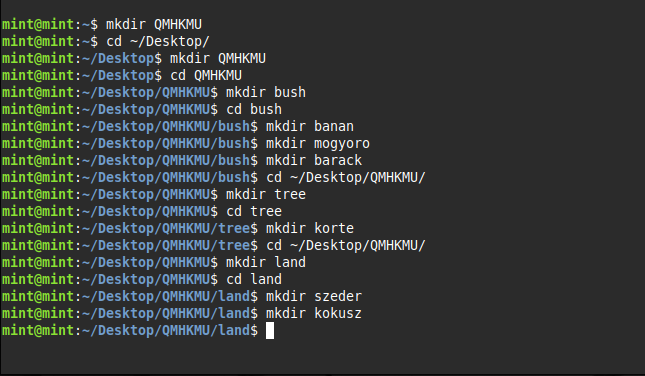 mint@mint:~$ mkdir QMHKMU
mint@mint:~$ cd ~/Desktop/
mint@mint:~/Desktop$ mkdir QMHKMU
mint@mint:~/Desktop$ cd QMHKMU
mint@mint:~/Desktop/QMHKMU$ mkdir bush
mint@mint:~/Desktop/QMHKMU$ cd bush
mint@mint:~/Desktop/QMHKMU/bush$ mkdir banan
mint@mint:~/Desktop/QMHKMU/bush$ mkdir mogyoro
mint@mint:~/Desktop/QMHKMU/bush$ mkdir barack
mint@mint:~/Desktop/QMHKMU/bush$ cd ~/Desktop/QMHKMU/
mint@mint:~/Desktop/QMHKMU$ mkdir tree
mint@mint:~/Desktop/QMHKMU$ cd tree
mint@mint:~/Desktop/QMHKMU/tree$ mkdir korte
mint@mint:~/Desktop/QMHKMU/tree$ cd ~/Desktop/QMHKMU/
mint@mint:~/Desktop/QMHKMU$ mkdir land
mint@mint:~/Desktop/QMHKMU$ cd land
mint@mint:~/Desktop/QMHKMU/land$ mkdir szeder
mint@mint:~/Desktop/QMHKMU/land$ mkdir kokusz
mint@mint:~/Desktop/QMHKMU/land$